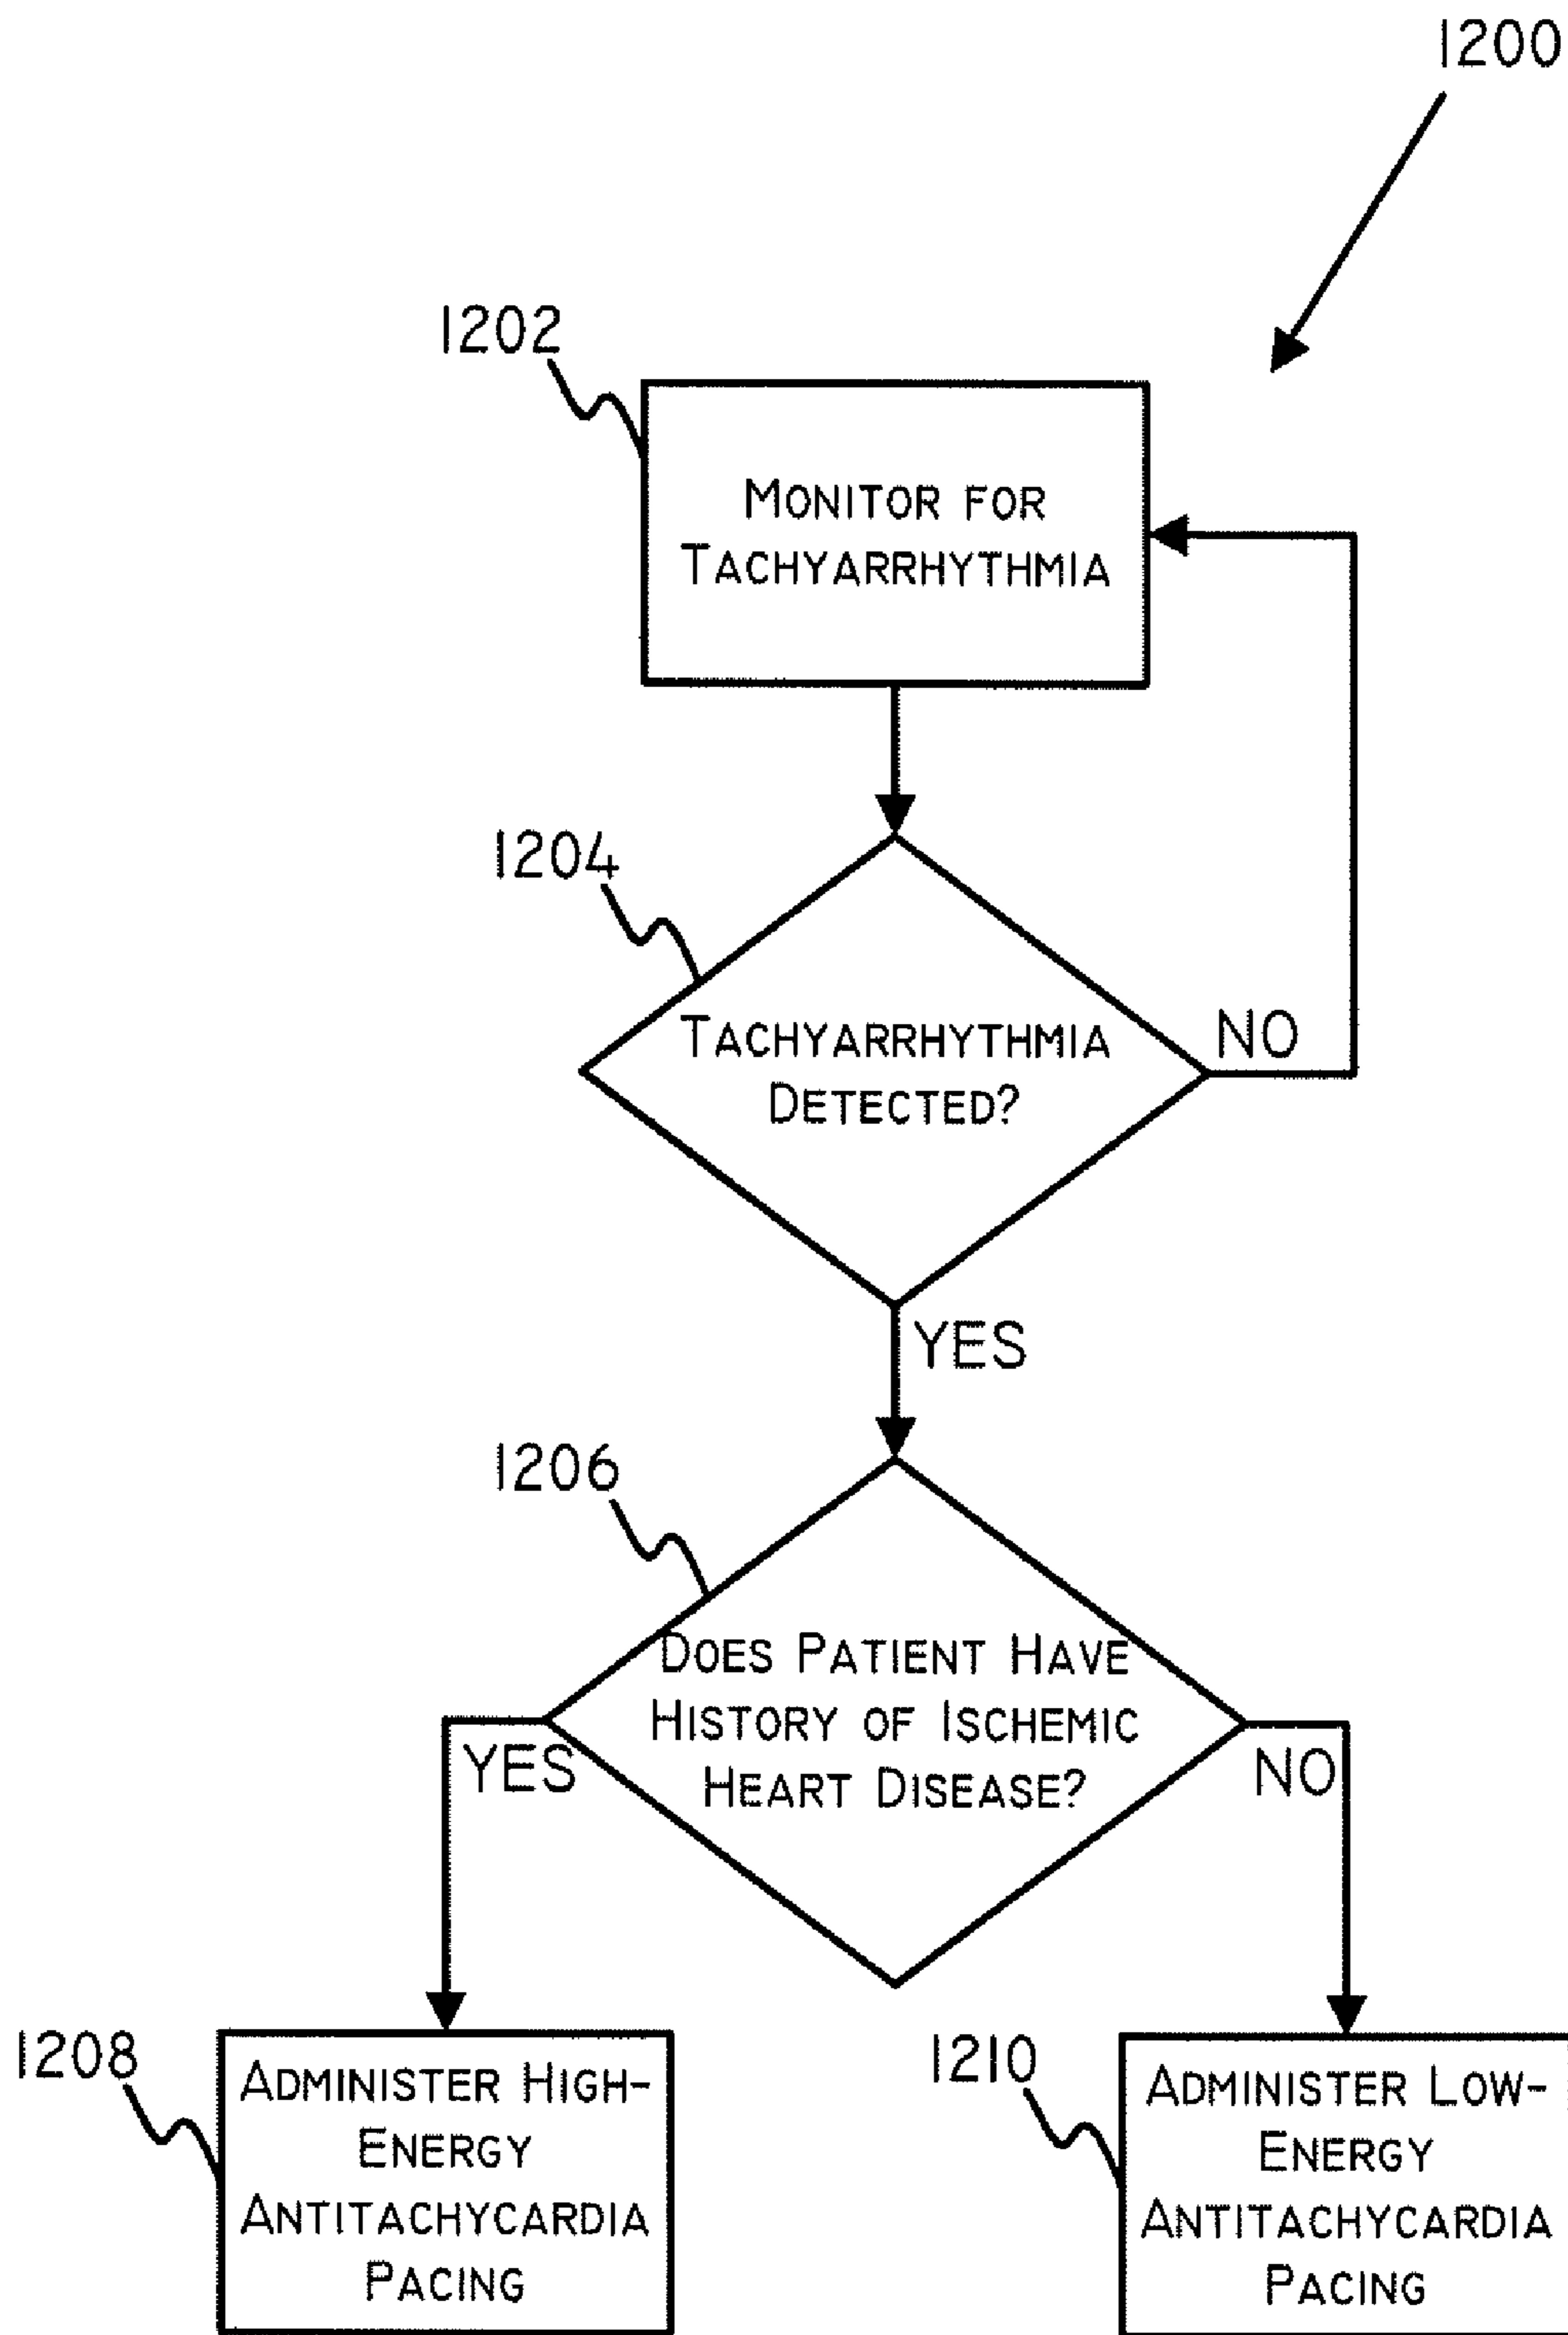 1200
1202
MONITOR FOR
TACHYARRHYTHMIA
1204
TACHYARRHYTHMIA
DETECTED?
NO
YES
1206
DOES PATIENT HAVE
HISTORY OF ISCHEMIC
HEART DISEASE?
YES
NO
1208
ADMINISTER HIGH-
ENERGY
ANTITACHYCARDIA
PACING
1210
ADMINISTER LOW-
ENERGY
ANTITACHYCARDIA
PACING